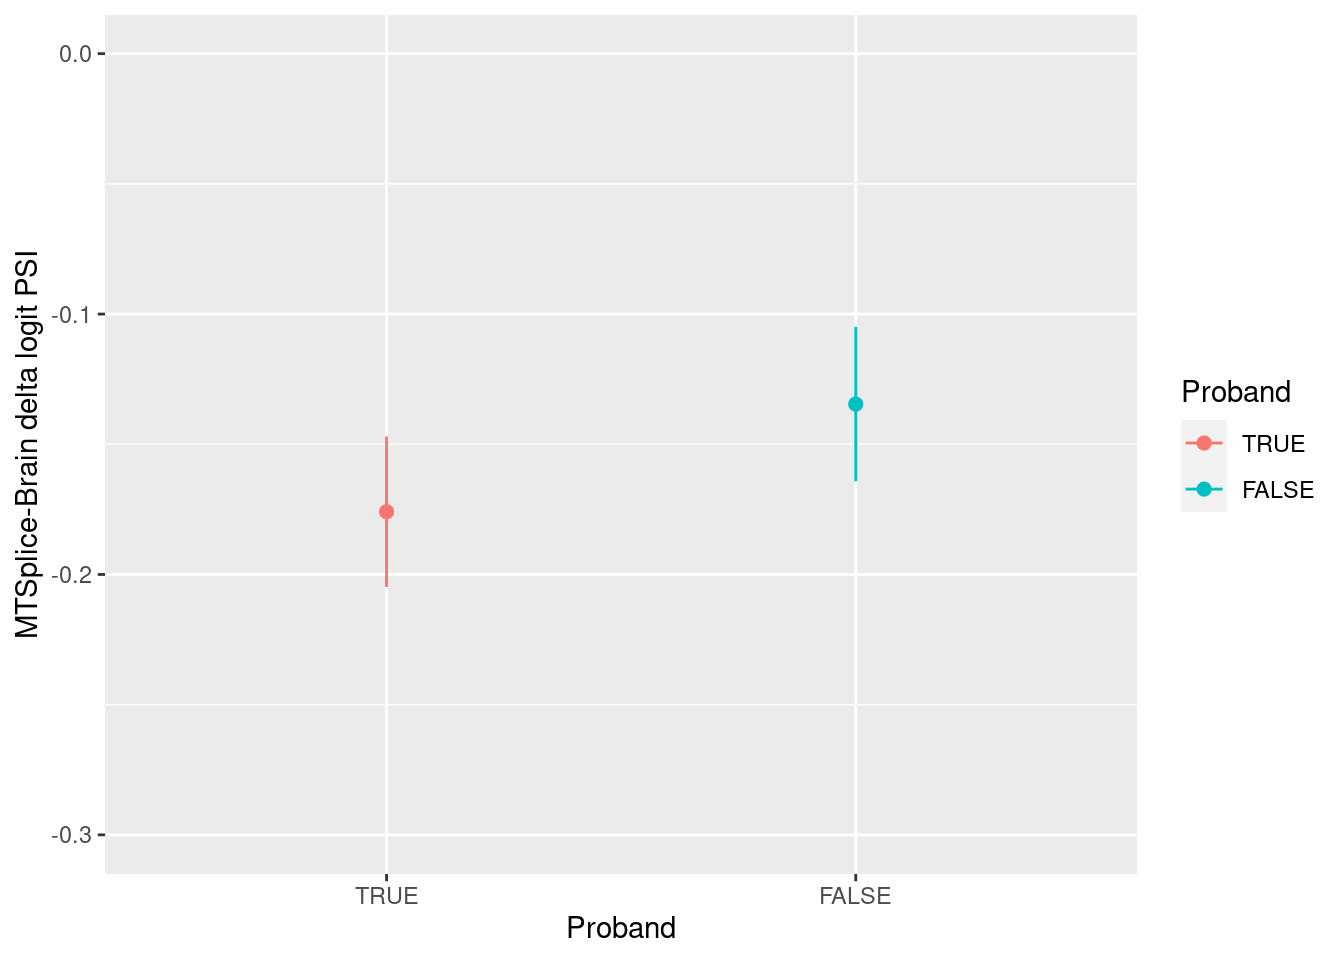 MTSplice-Brain delta logit PSI
0.0
-0.1
-0.2
-0.3
TRUE
FALSE
Proband
Proband
TRUE
FALSE